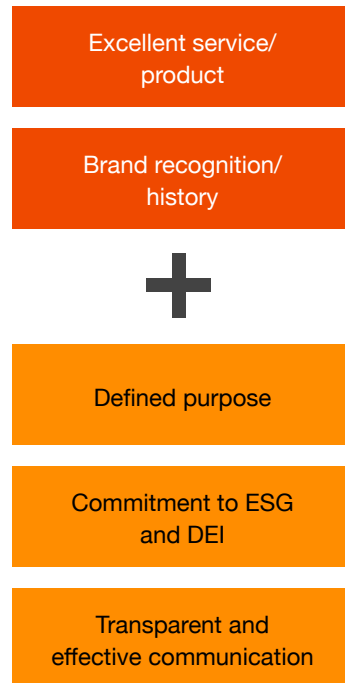 Excellent service/
product
Brand recognition/
history
Defined purpose
Commitment to ESG
and DEI
Transparent and
effective communication